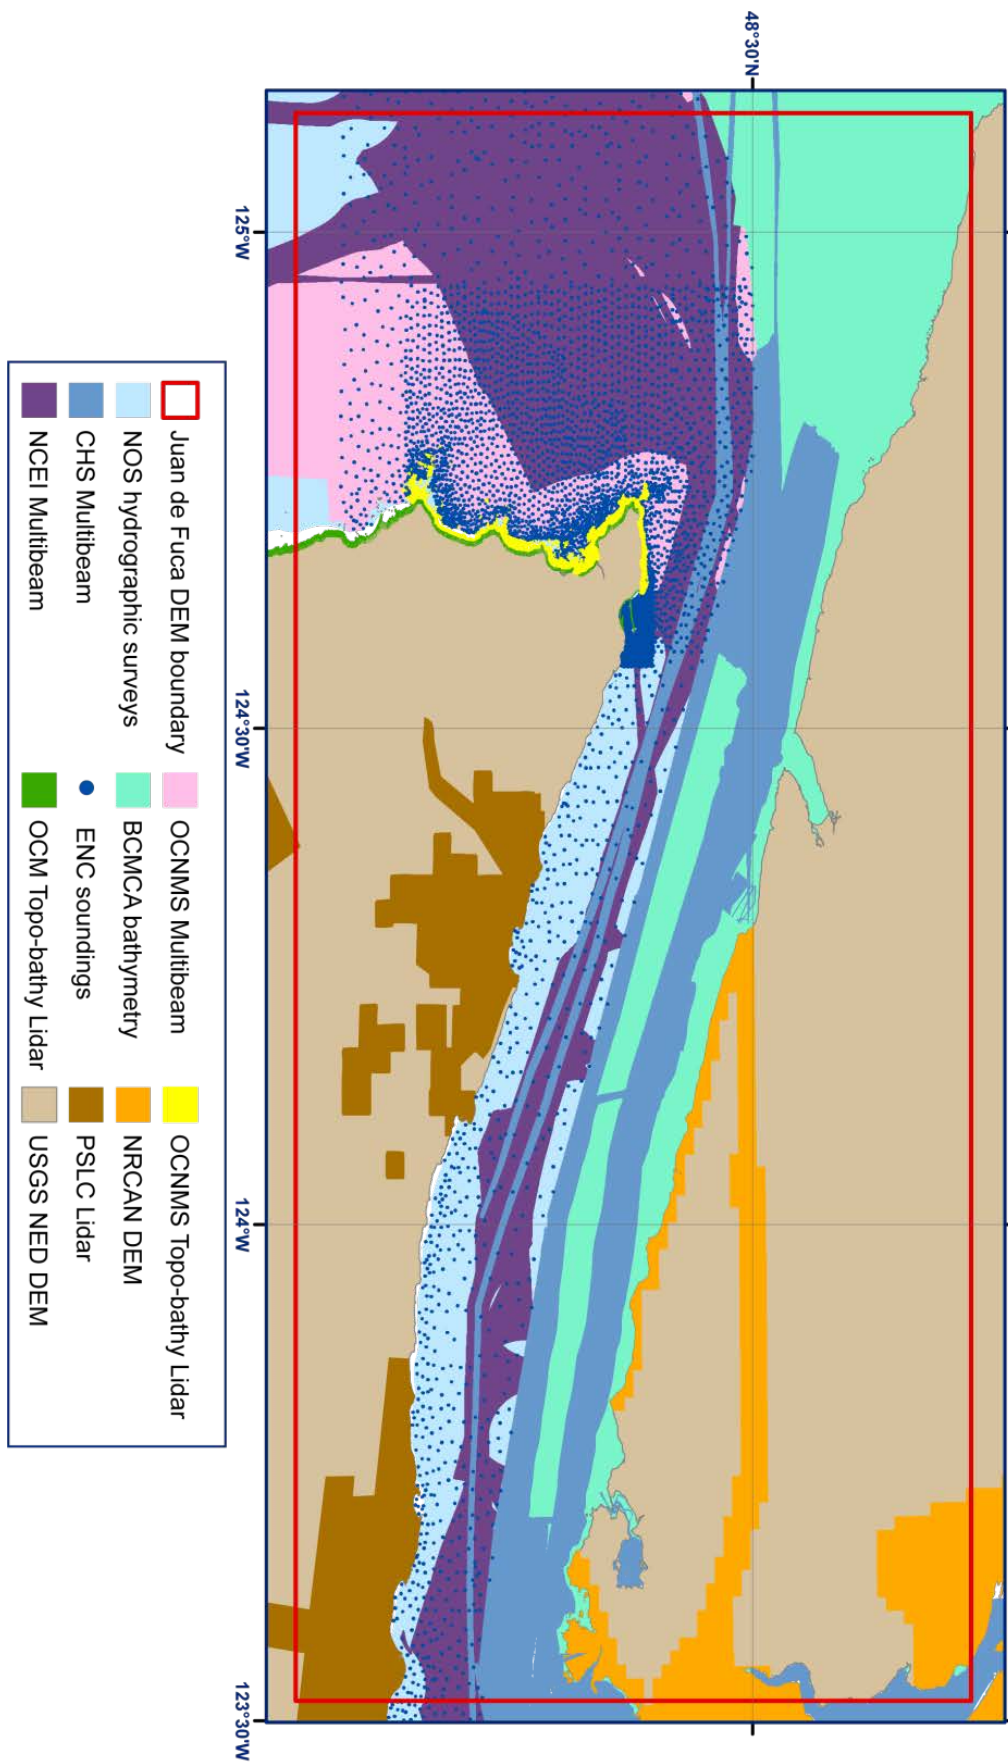 48°30'N
125°W
124°30'W
124°W
123°30'W
Juan de Fuca DEM boundary
NOS hydrographic surveys
CHS Multibeam
NCEI Multibeam
OCNMS Multibeam
BCMCA bathymetry
ENC soundings
OCM Topo-bathy Lidar
OCNMS Topo-bathy Lidar
NRCAN DEM
PSLC Lidar
USGS NED DEM